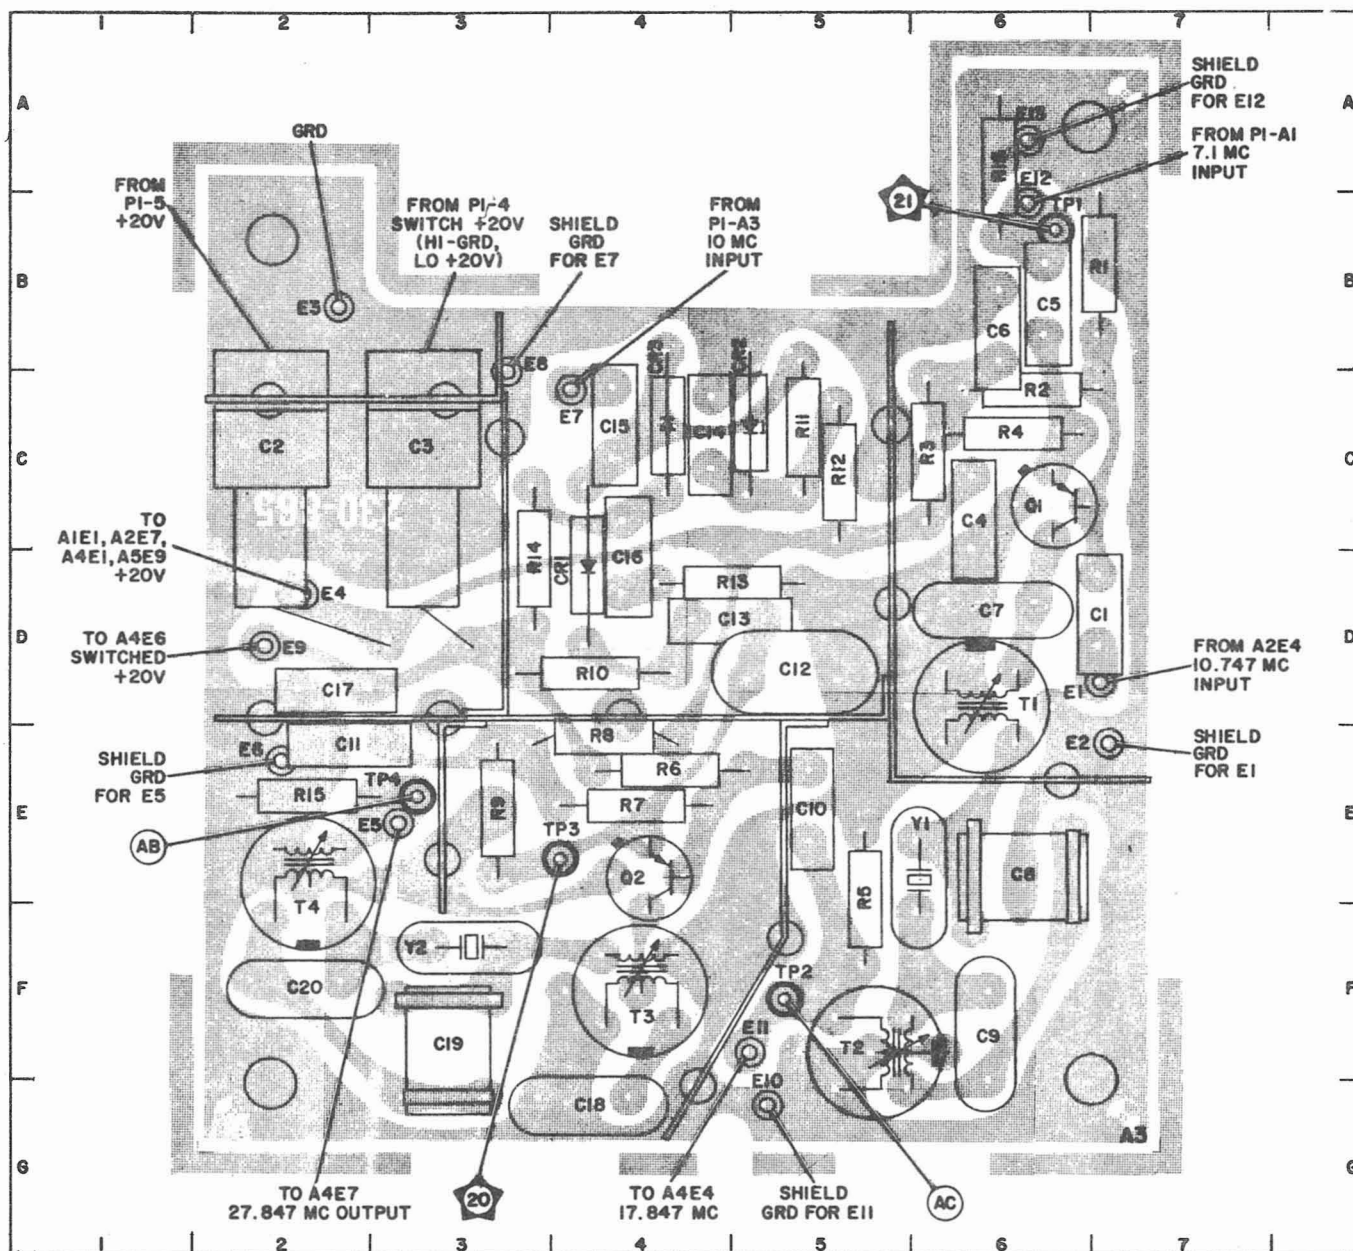 2 3 4 5 6 7
A A
B B
C C
D D
E E
F F
G G
SHIELD
GRD
FOR E12
FROM P1-A1
7.1 MC
INPUT
GRD
FROM
P1-5
+20V
FROM P1-4
SWITCH +20V
(HI-GRD,
LO +20V)
SHIELD
GRD
FOR E7
FROM
P1-A3
10 MC
INPUT
21
E13
R16
E12
TP1
R1
E3
C5
C6
E8
E7
R2
C2
C3
C15
C14
R11
R12
R3
R4
C4
Q1
TO
A1E1, A2E7,
A4E1, A5E9
+20V
E4
R14
CR1
C16
R13
C13
C7
C1
TO A4E6
SWITCHED
+20V
E9
C17
R10
C12
T1
E1
FROM A2E4
10.747 MC
INPUT
E6
C11
R8
E2
SHIELD
GRD
FOR E1
SHIELD
GRD
FOR E5
TP4
R15
R9
R6
R7
C10
Y1
AB
E5
TP3
Q2
R5
C8
T4
Y2
C20
T3
TP2
C19
E11
T2
C9
E10
C18
A3
TO A4E7
27.847 MC OUTPUT
20
TO A4E4
17.847 MC
SHIELD
GRD FOR E11
AC
2 3 4 5 6 7